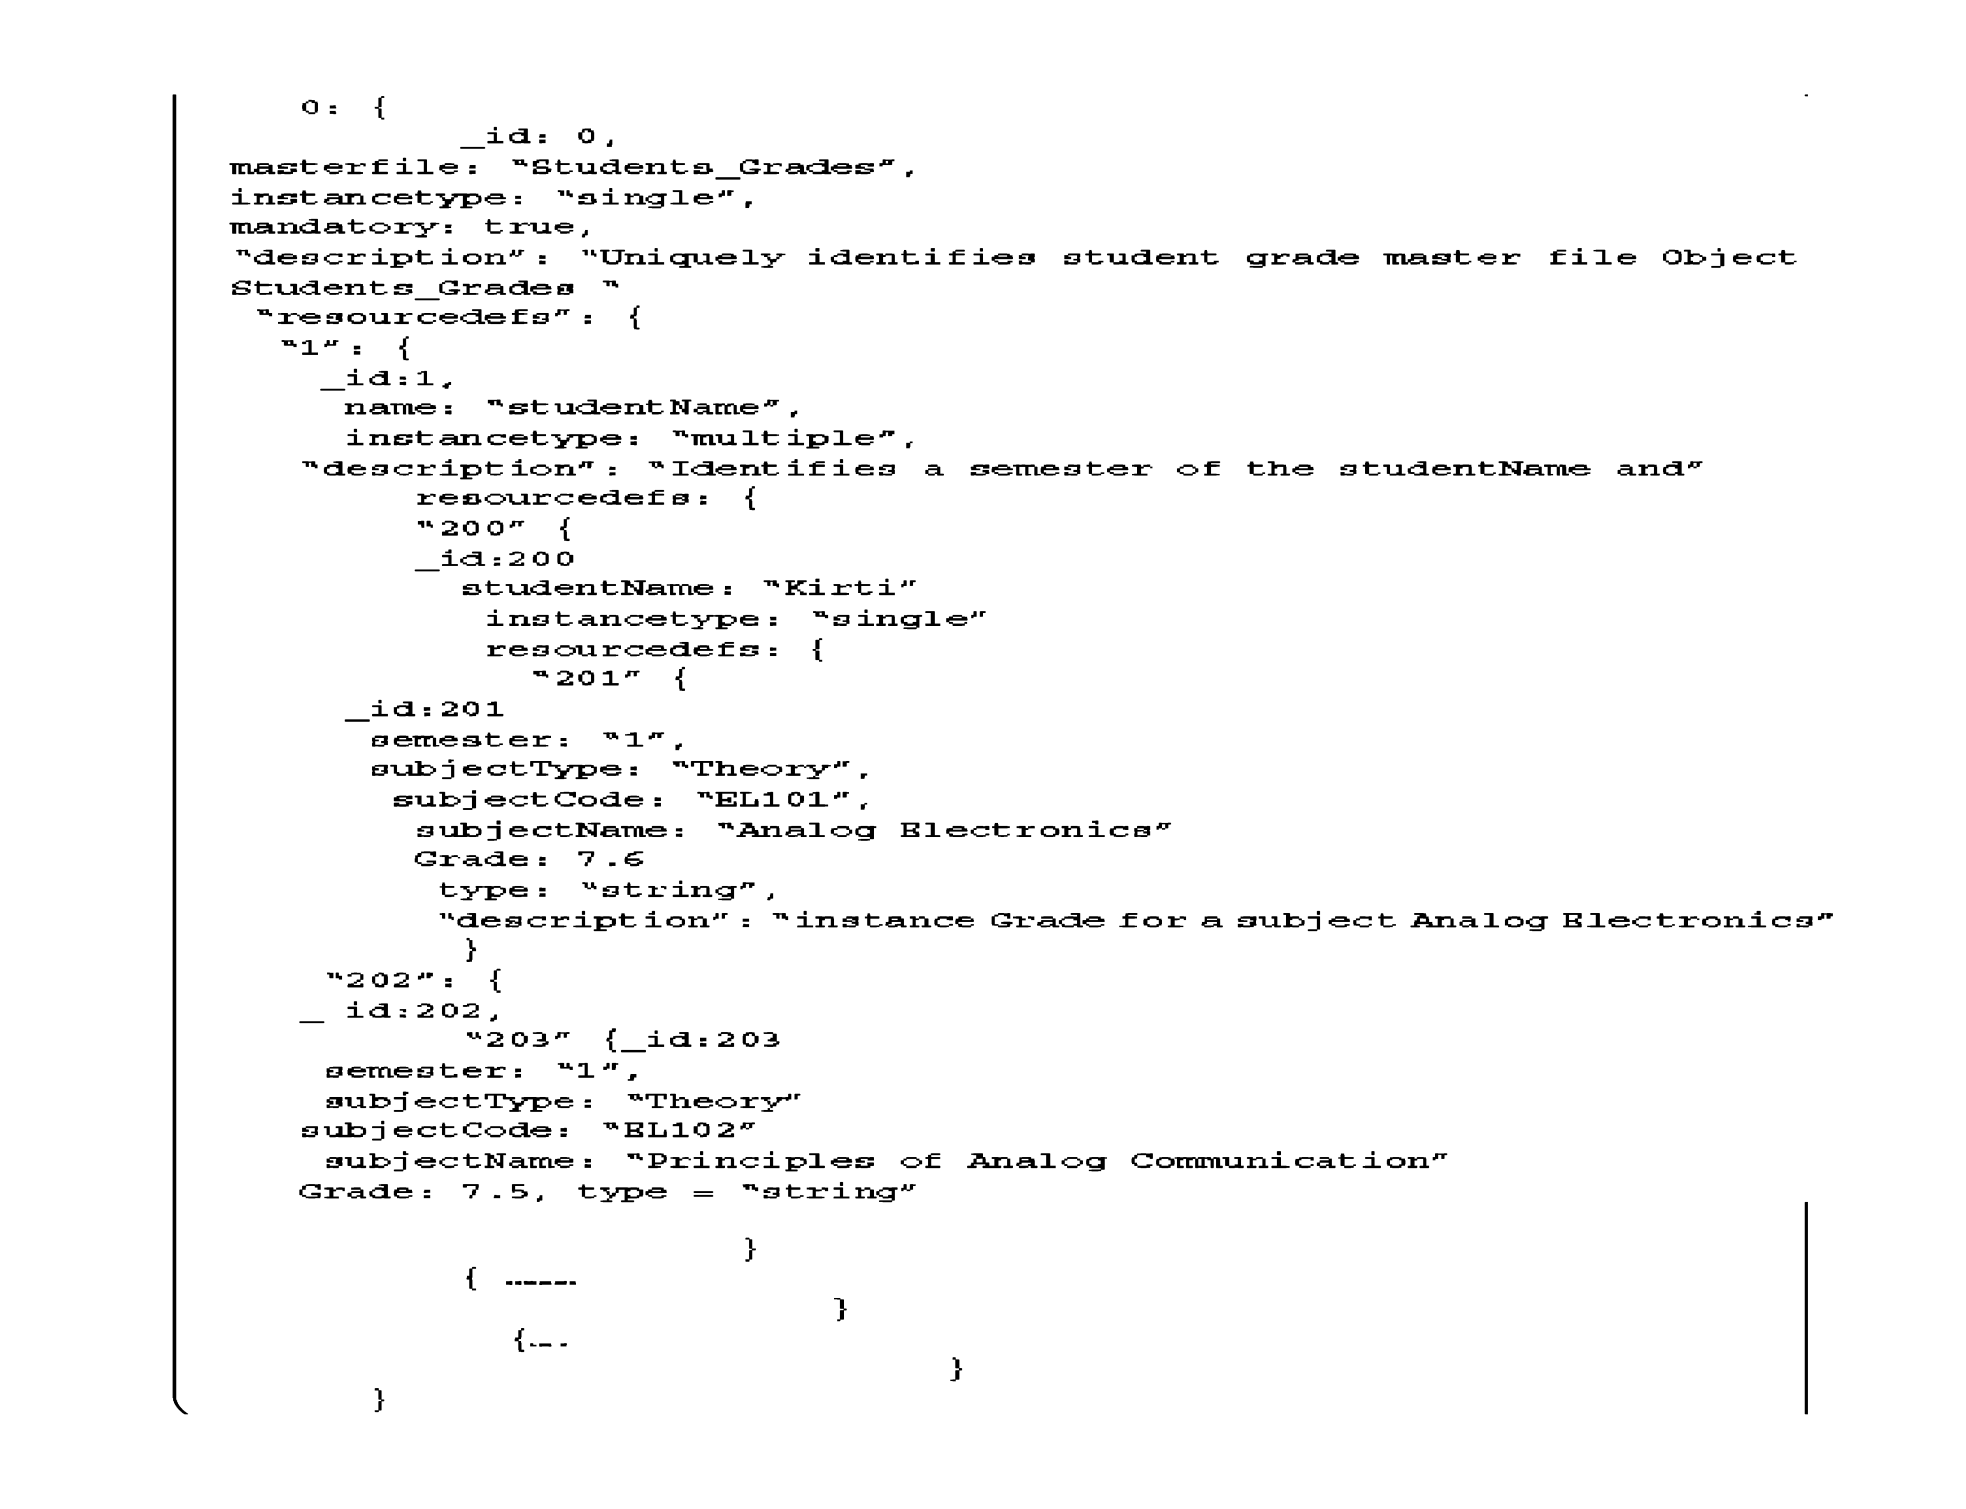 0: {
_id: 0,
masterfile: “Students_Grades”,
instancetype: “single”,
mandatory: true,
"description”: “Uniquely identifies student grade master file Object
Students_Grades “
“resourcedefs”: {
“1”: {
_id:1,
name: “studentName”,
instancetype: “multiple”,
"description”: “Identifies a semester of the studentName and”
resourcedefs: {
“200” {
_id:200
studentName: “Kirti”
instancetype: “single”
resourcedefs: {
“201” {
_id:201
semester: “1”,
subjectType: “Theory”,
subjectCode: “EL101”,
subjectName: “Analog Electronics”
Grade: 7.6
type: “string”,
"description”: “instance Grade for a subject Analog Electronics”
}
“202”: {
_ id:202,
“203” {_id:203
semester: “1”,
subjectType: “Theory”
subjectCode: “EL102”
subjectName: “Principles of Analog Communication”
Grade: 7.5, type = “string”
}
{ ......
}
{....
}
}